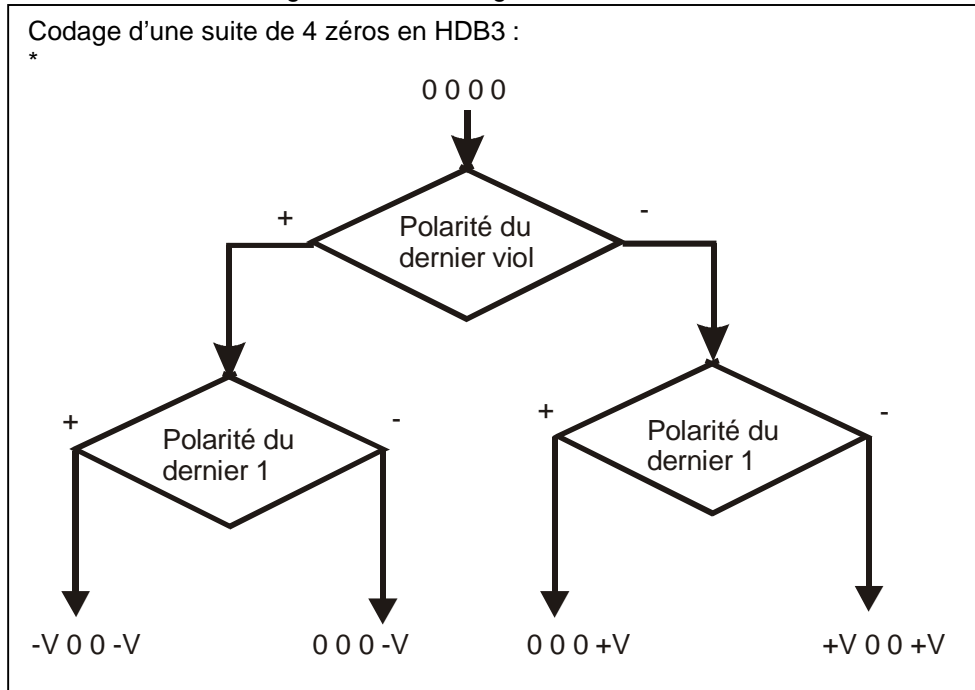 Codage d'une suite de 4 zéros en HDB3 :
*
0 0 0 0
+
-
Polarité du
dernier viol
+
-
+
-
Polarité du
dernier 1
Polarité du
dernier 1
-V 0 0 -V
0 0 0 -V
0 0 0 +V
+V 0 0 +V